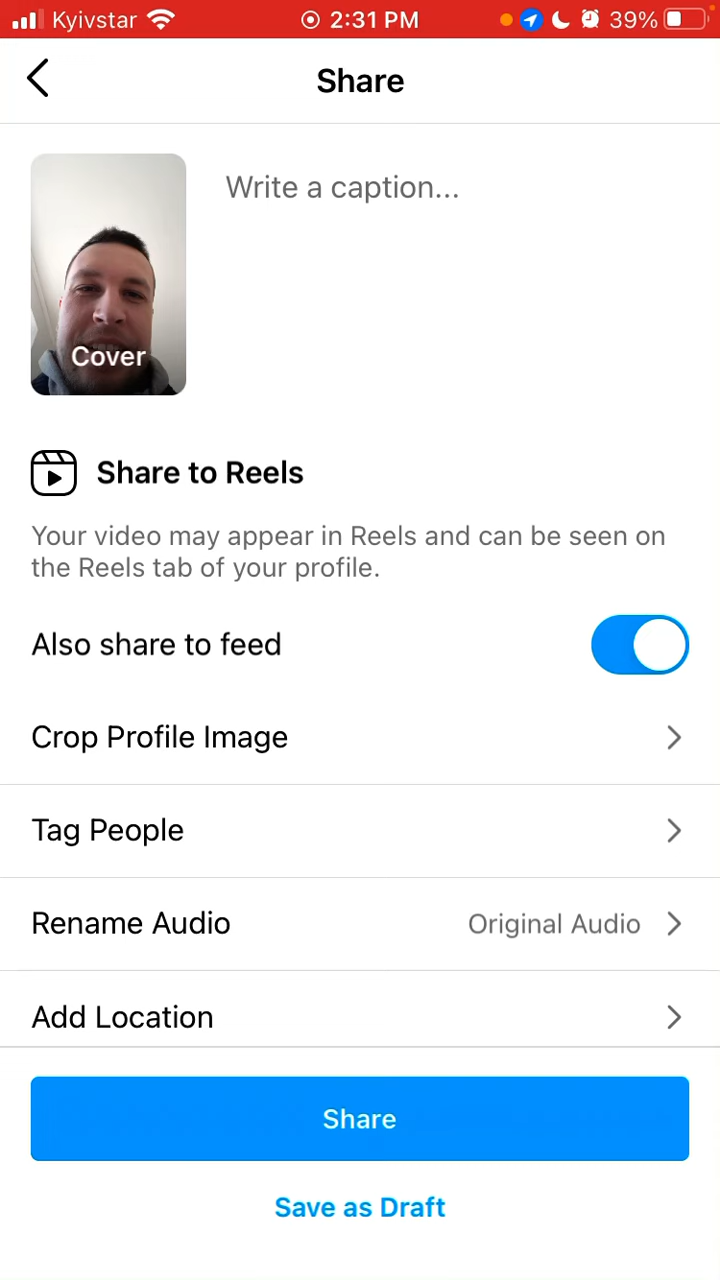 Kyivstar 2:31 PM 39%
Share
Write a caption...
Cover
Share to Reels
Your video may appear in Reels and can be seen on
the Reels tab of your profile.
Also share to feed
Crop Profile Image
Tag People
Rename Audio Original Audio
Add Location
Share
Save as Draft